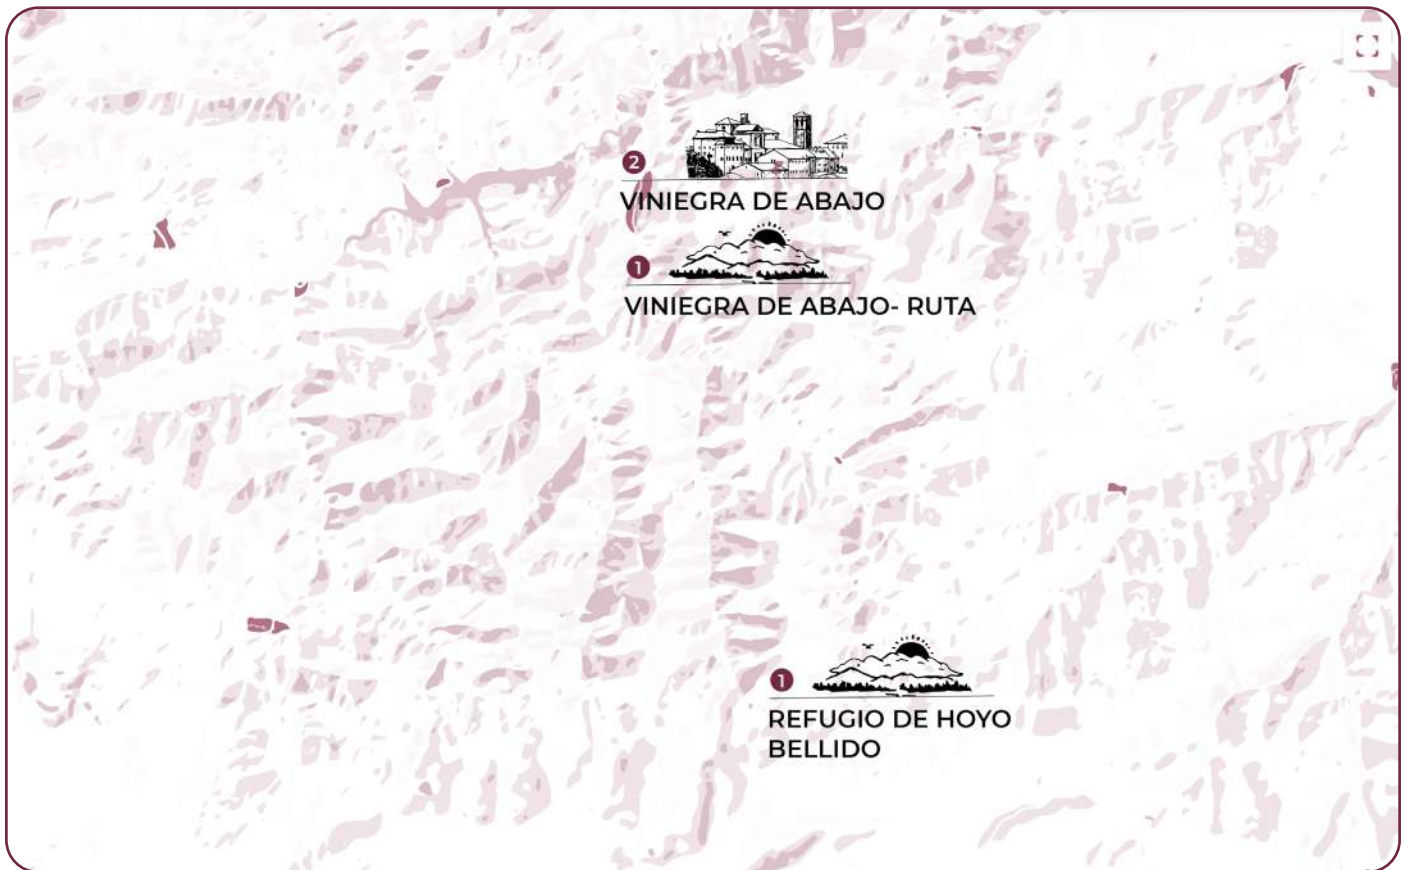 2
VINIEGRA DE ABAJO
1
VINIEGRA DE ABAJO- RUTA
1
REFUGIO DE HOYO
BELLIDO